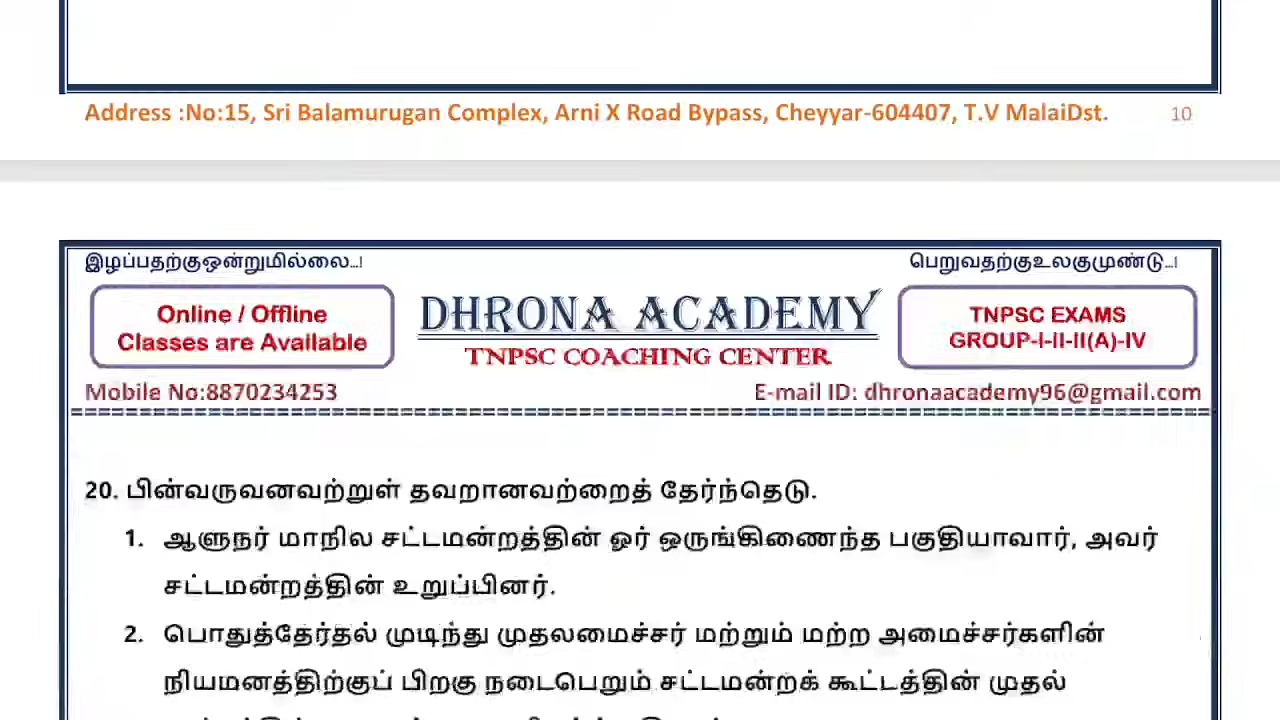 Address :No:15, Sri Balamurugan Complex, Arni X Road Bypass, Cheyyar-604407, T.V MalaiDst. 10
இழப்பதற்குஒன்றுமில்லை...! பெறுவதற்குஉலகுமுண்டு...!
Online / Offline
Classes are Available
DHRONA ACADEMY
TNPSC COACHING CENTER
TNPSC EXAMS
GROUP-I-II-II(A)-IV
Mobile No:8870234253 E-mail ID: dhronaacademy96@gmail.com
20. பின்வருவனவற்றுள் தவறானவற்றைத் தேர்ந்தெடு.
1. ஆளுநர் மாநில சட்டமன்றத்தின் ஓர் ஒருங்கிணைந்த பகுதியாவார், அவர்
சட்டமன்றத்தின் உறுப்பினர்.
2. பொதுத்தேர்தல் முடிந்து முதலமைச்சர் மற்றும் மற்ற அமைச்சர்களின்
நியமனத்திற்குப் பிறகு நடைபெறும் சட்டமன்றக் கூட்டத்தின் முதல்